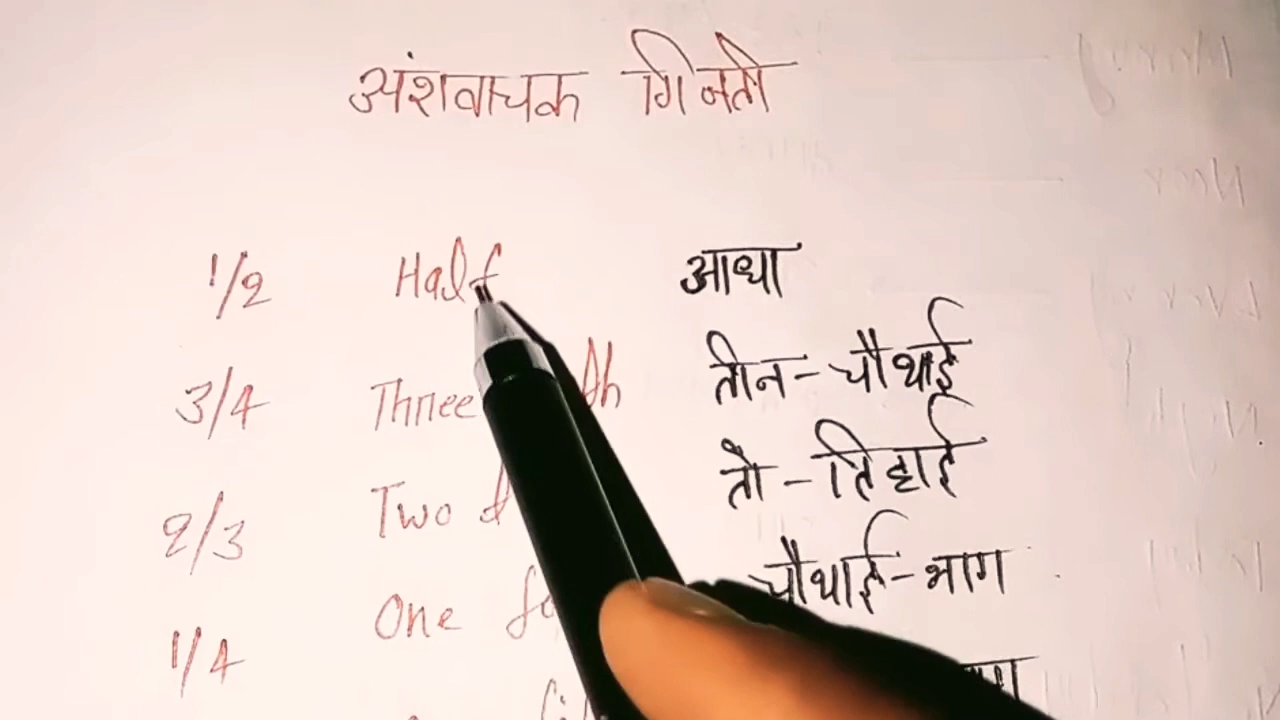 अंशवाचक गिनती
1/2 Half आधा
3/4 Three तीन-चौथाई
2/3 Two तो-तिहाई
1/4 One चौथाई-भाग